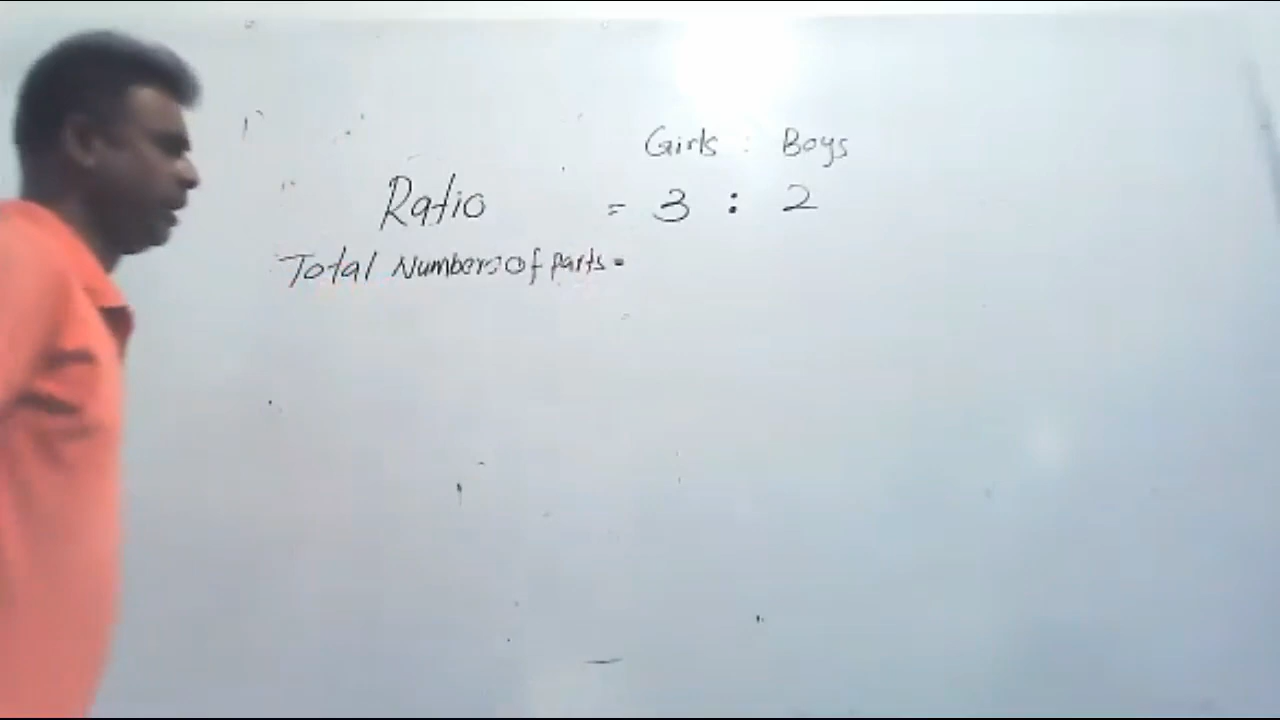 Girls : Boys
Ratio = 3 : 2
Total Numbers of parts =